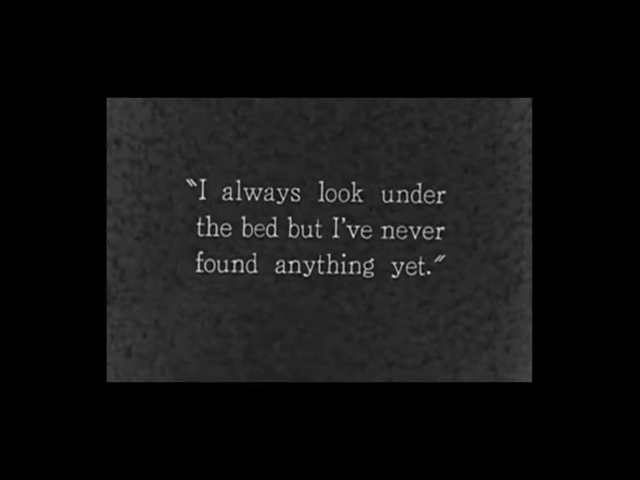 "I always look under
the bed but I've never
found anything yet."